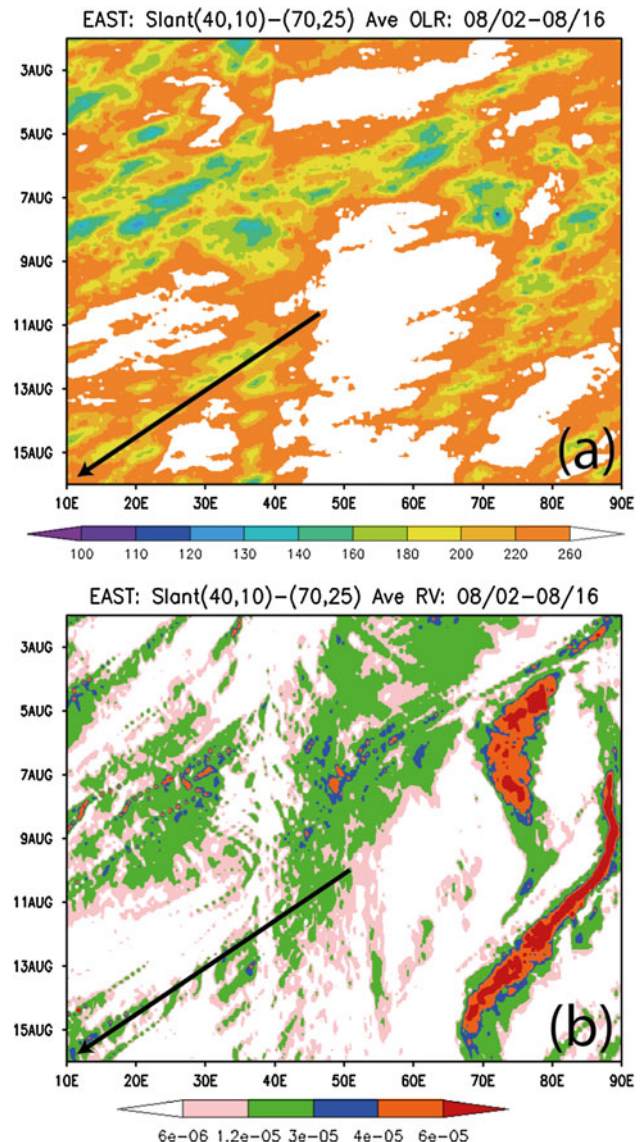 EAST: Slant(40,10)-(70,25) Ave OLR: 08/02-08/16
3AUG
5AUG
7AUG
9AUG
11AUG
13AUG
15AUG
(a)
10E 20E 30E 40E 50E 60E 70E 80E 90E
100 110 120 130 140 160 180 200 220 260
EAST: Slant(40,10)-(70,25) Ave RV: 08/02-08/16
3AUG
5AUG
7AUG
9AUG
11AUG
13AUG
15AUG
(b)
10E 20E 30E 40E 50E 60E 70E 80E 90E
6e-06 1.2e-05 3e-05 4e-05 6e-05